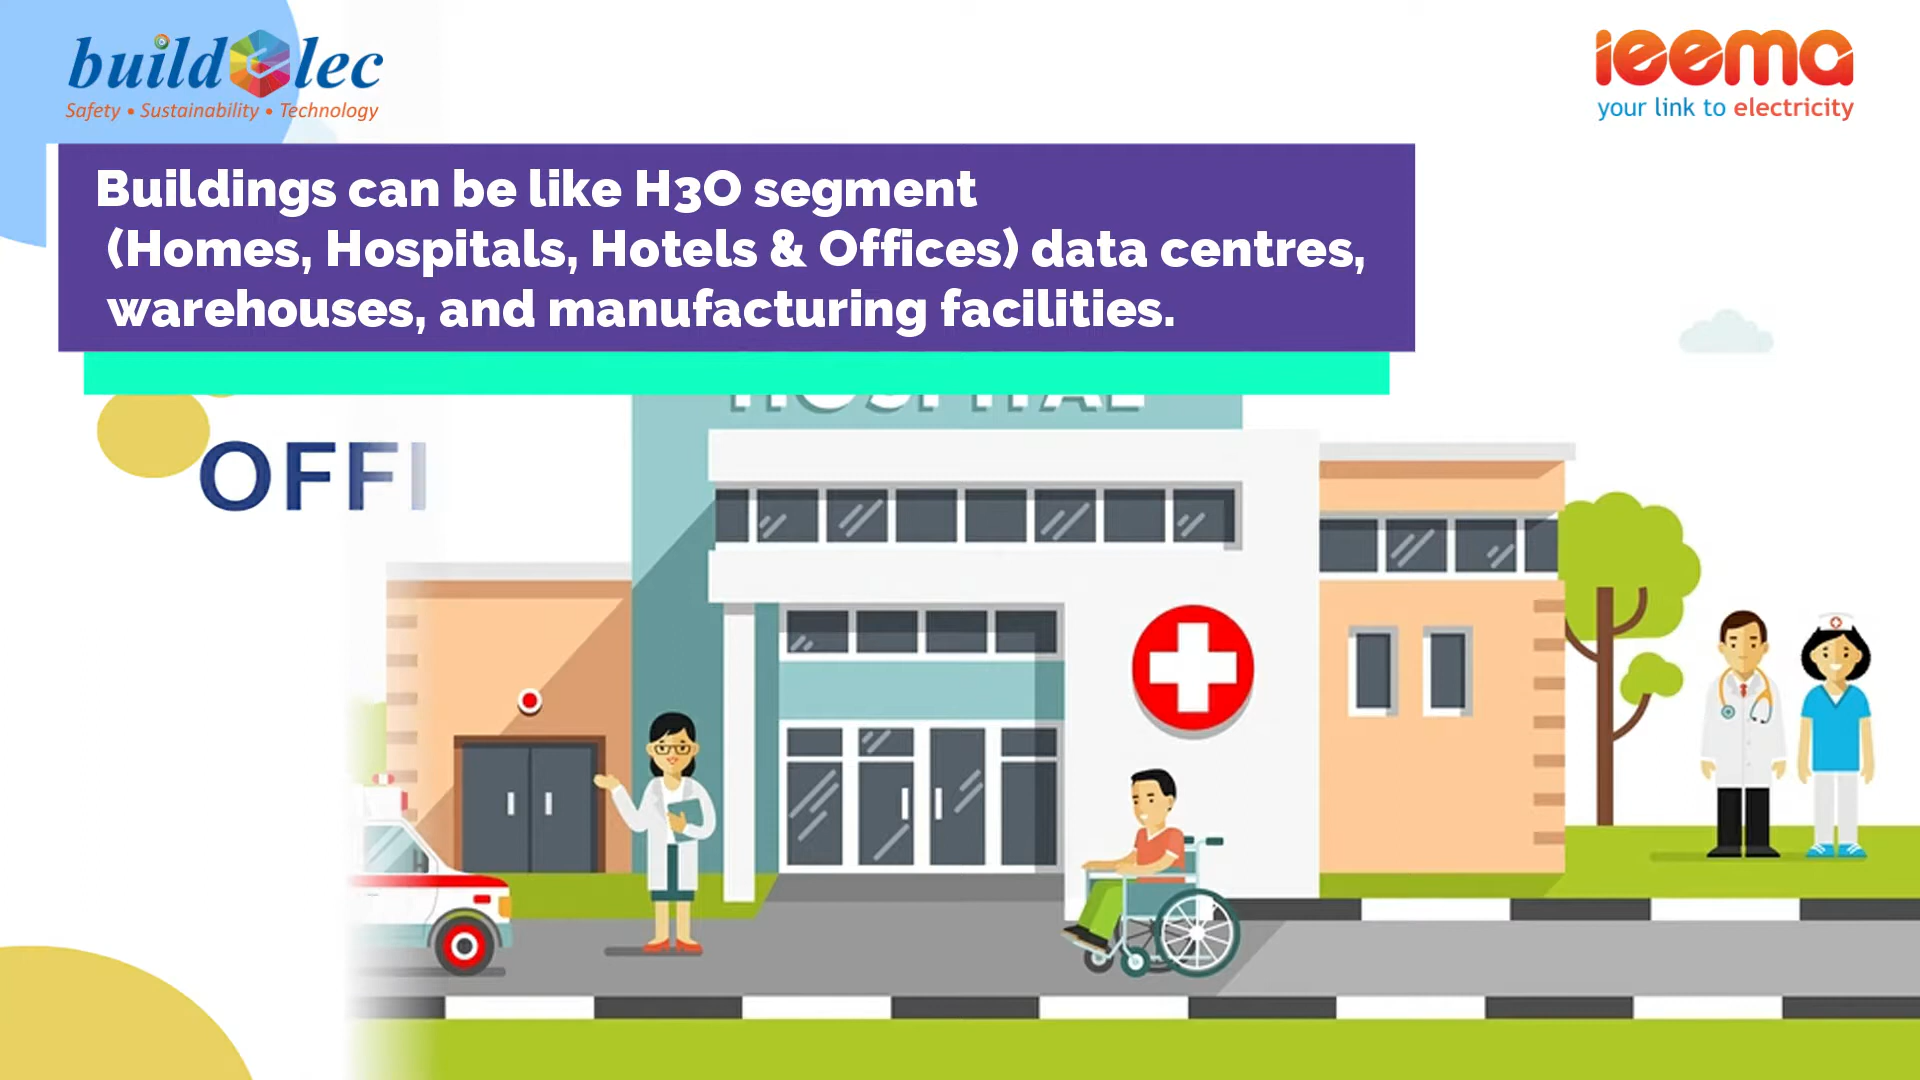 buildelec
Safety • Sustainability • Technology
ieema
your link to electricity
Buildings can be like H3O segment
(Homes, Hospitals, Hotels & Offices) data centres,
warehouses, and manufacturing facilities.
HOSPITAL
OFFI